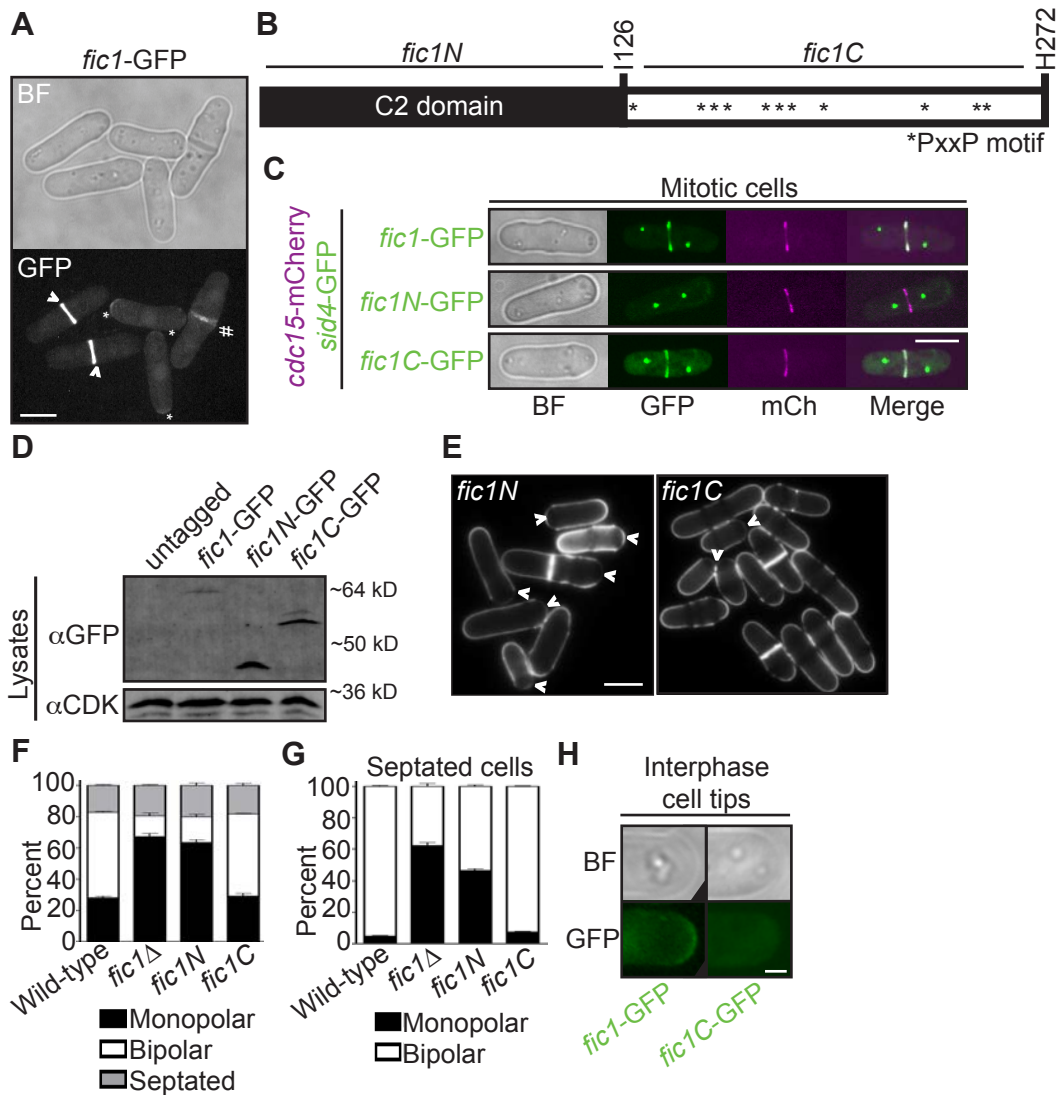 A
fic1-GFP
BF
GFP
*
*
#
*
B
fic1N
I126
fic1C
H272
C2 domain
* *** *** * * **
*PxxP motif
C
Mitotic cells
cdc15-mCherry
sid4-GFP
fic1-GFP
fic1N-GFP
fic1C-GFP
BF GFP mCh Merge
D
untagged
fic1-GFP
fic1N-GFP
fic1C-GFP
Lysates
αGFP
αCDK
~64 kD
~50 kD
~36 kD
E
fic1N
fic1C
F
Percent
100
80
60
40
20
0
Wild-type
fic1Δ
fic1N
fic1C
Monopolar
Bipolar
Septated
G
Septated cells
Percent
100
80
60
40
20
0
Wild-type
fic1Δ
fic1N
fic1C
Monopolar
Bipolar
H
Interphase
cell tips
BF
GFP
fic1-GFP
fic1C-GFP